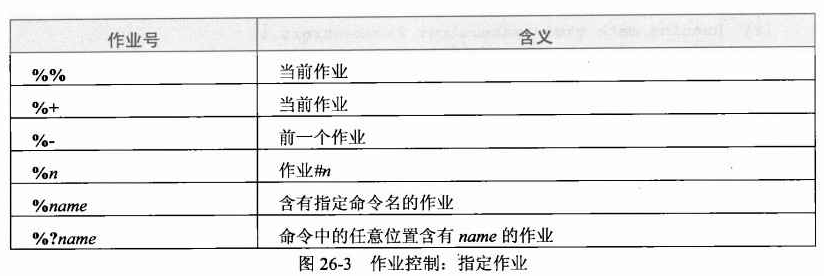 作业号 含义
%% 当前作业
%+ 当前作业
%- 前一个作业
%n 作业#n
%name 含有指定命令名的作业
%?name 命令中的任意位置含有 name 的作业
图 26-3 作业控制：指定作业